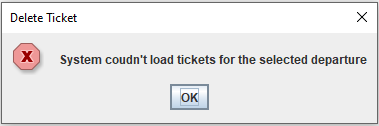 Delete Ticket
System coudn't load tickets for the selected departure
OK